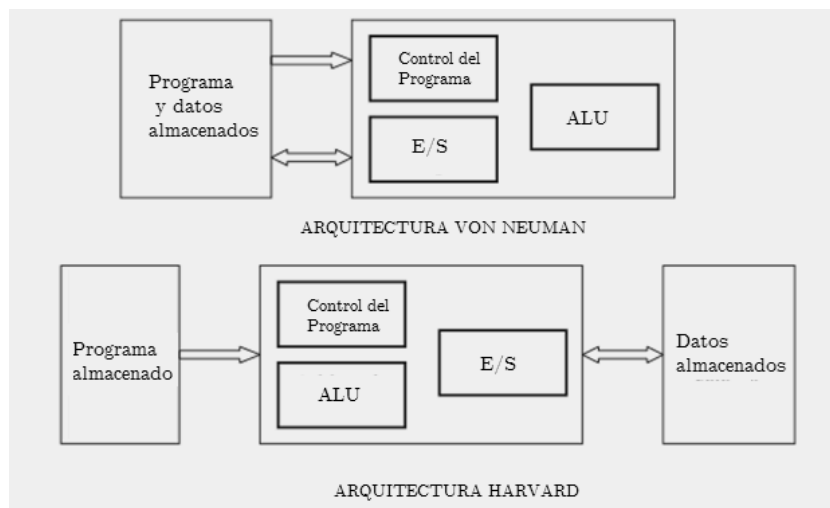 Programa
y datos
almacenados
Control del
Programa
E/S
ALU
ARQUITECTURA VON NEUMAN
Programa
almacenado
Control del
Programa
ALU
E/S
Datos
almacenados
ARQUITECTURA HARVARD